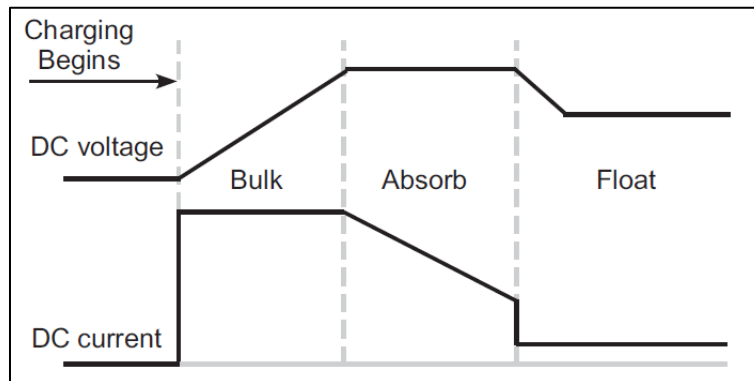 Charging
Begins
DC voltage
Bulk
Absorb
Float
DC current